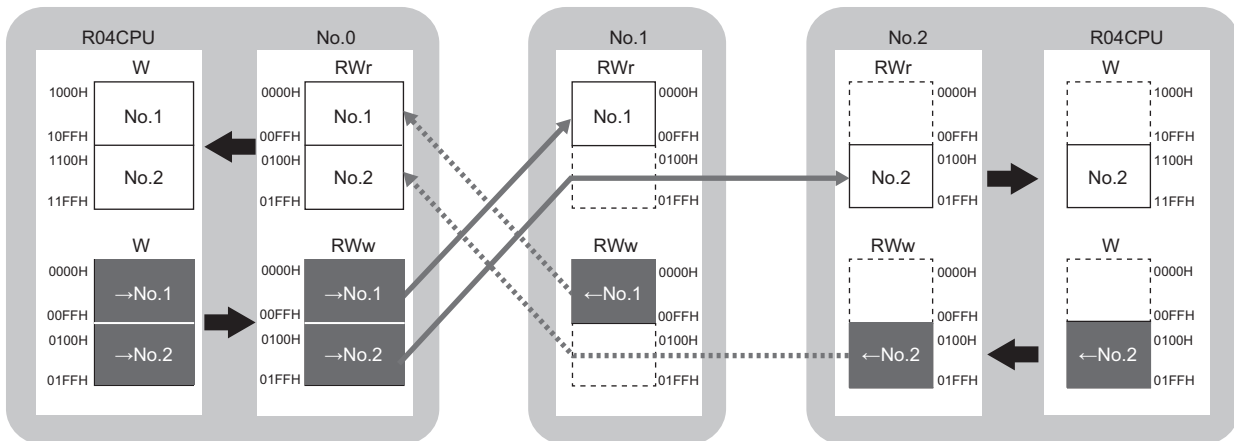 R04CPU No.0 No.1 No.2 R04CPU
W RWr RWr RWr W
1000H 0000H 0000H 0000H 1000H
No.1 No.1 No.1
10FFH 00FFH 00FFH 00FFH 10FFH
1100H 0100H 0100H 0100H 1100H
No.2 No.2 No.2 No.2
11FFH 01FFH 01FFH 01FFH 11FFH
W RWw RWw RWw W
0000H 0000H 0000H 0000H 0000H
→No.1 →No.1 ←No.1
00FFH 00FFH 00FFH 00FFH 00FFH
0100H 0100H 0100H 0100H 0100H
→No.2 →No.2 ←No.2 ←No.2
01FFH 01FFH 01FFH 01FFH 01FFH